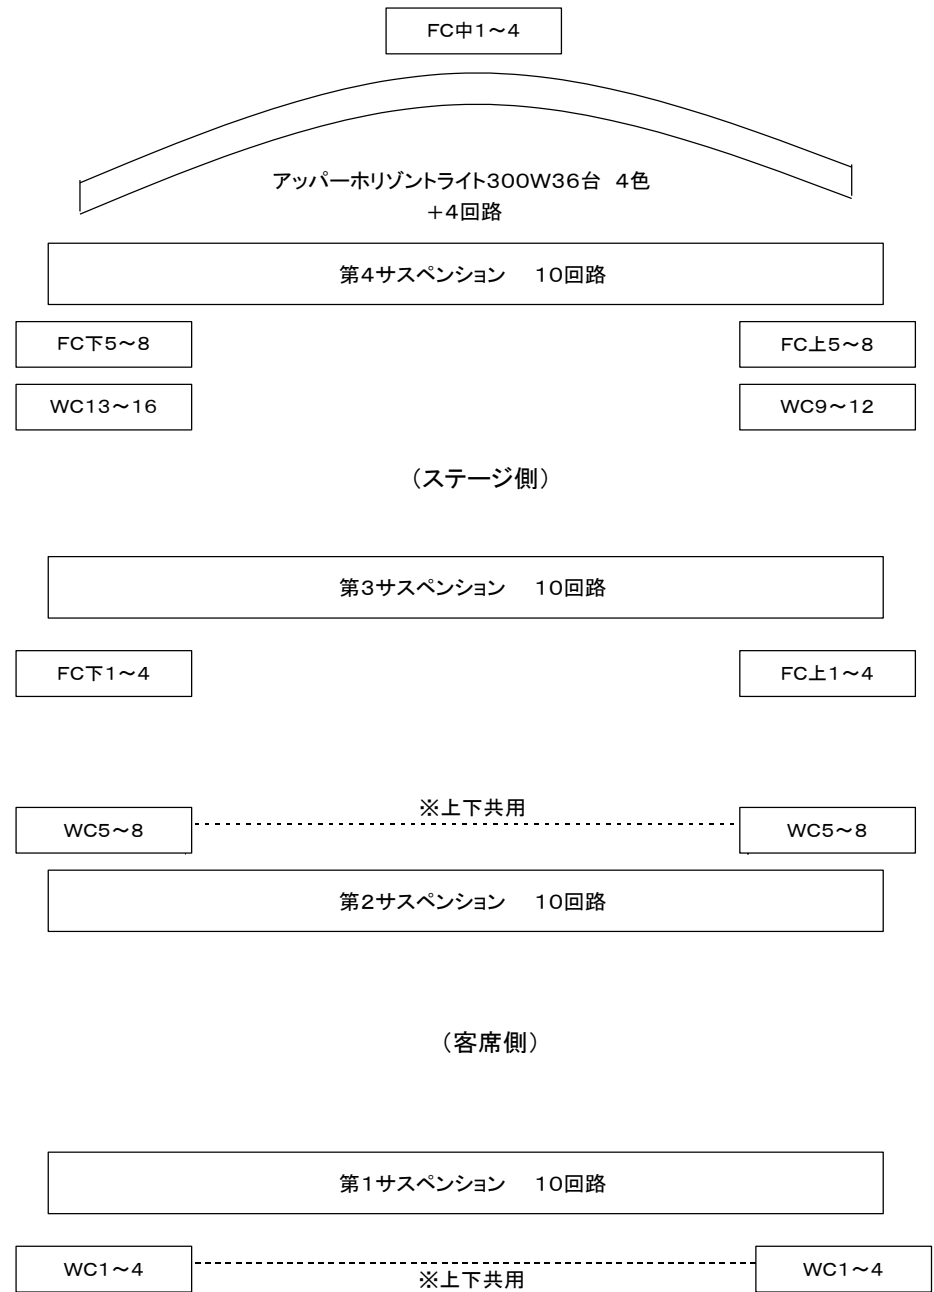 FC中1～4
アッパーホリゾントライト300W36台　4色
＋4回路
第4サスペンション　10回路
FC下5～8
FC上5～8
WC13～16
WC9～12
（ステージ側）
第3サスペンション　10回路
FC下1～4
FC上1～4
※上下共用
WC5～8
WC5～8
第2サスペンション　10回路
（客席側）
第1サスペンション　10回路
WC1～4
※上下共用
WC1～4